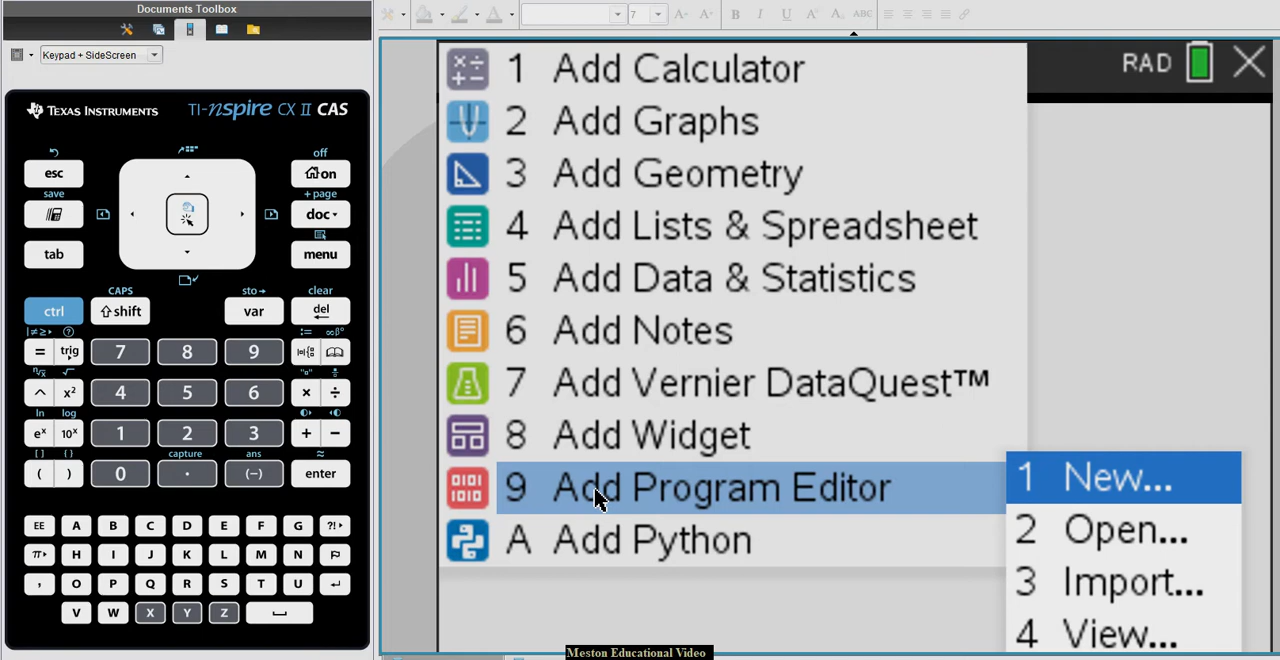 Documents Toolbox
Keypad + SideScreen
7
B I U A A ABC
TEXAS INSTRUMENTS TI-nspire CX II CAS
off
esc
on
save
+ page
doc
tab
menu
CAPS
sto→
clear
ctrl
shift
var
del
= trig 7 8 9
^ x² 4 5 6 × ÷
ln log
eˣ 10ˣ 1 2 3 + −
[] {}
capture
ans
≈
( ) 0 . (−) enter
EE A B C D E F G ?!▸
π▸ H I J K L M N
, O P Q R S T U
V W X Y Z
1 Add Calculator
2 Add Graphs
3 Add Geometry
4 Add Lists & Spreadsheet
5 Add Data & Statistics
6 Add Notes
7 Add Vernier DataQuest™
8 Add Widget
9 Add Program Editor
A Add Python
RAD
1 New...
2 Open...
3 Import...
4 View...
Meston Educational Video